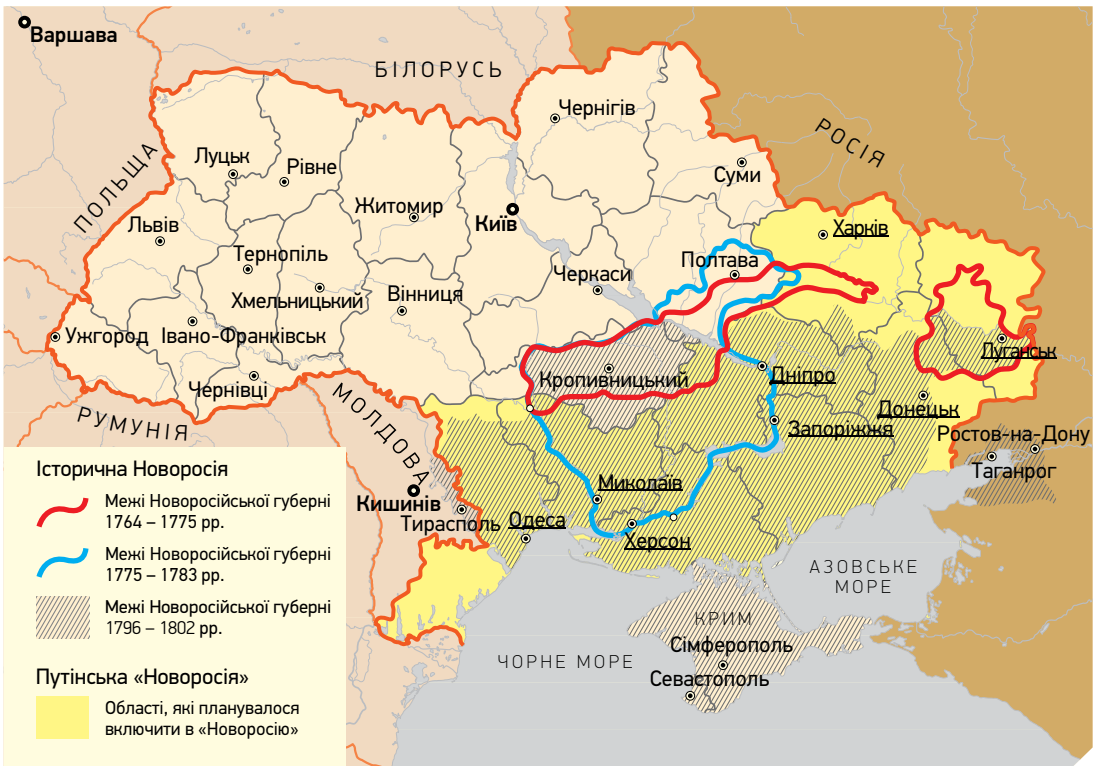 Варшава
БІЛОРУСЬ
Чернігів
РОСІЯ
ПОЛЬЩА
Луцьк
Рівне
Суми
Житомир
Київ
Львів
Харків
Тернопіль
Полтава
Черкаси
Хмельницький
Вінниця
Ужгород
Івано-Франківськ
Луганськ
Кропивницький
Дніпро
Чернівці
МОЛДОВА
Донецьк
РУМУНІЯ
Запоріжжя
Ростов-на-Дону
Таганрог
Миколаїв
Кишинів
Тирасполь
Одеса
Херсон
АЗОВСЬКЕ
МОРЕ
КРИМ
Сімферополь
ЧОРНЕ МОРЕ
Севастополь
Історична Новоросія
Межі Новоросійської губерні
1764 – 1775 рр.
Межі Новоросійської губерні
1775 – 1783 рр.
Межі Новоросійської губерні
1796 – 1802 рр.
Путінська «Новоросія»
Області, які планувалося
включити в «Новоросію»